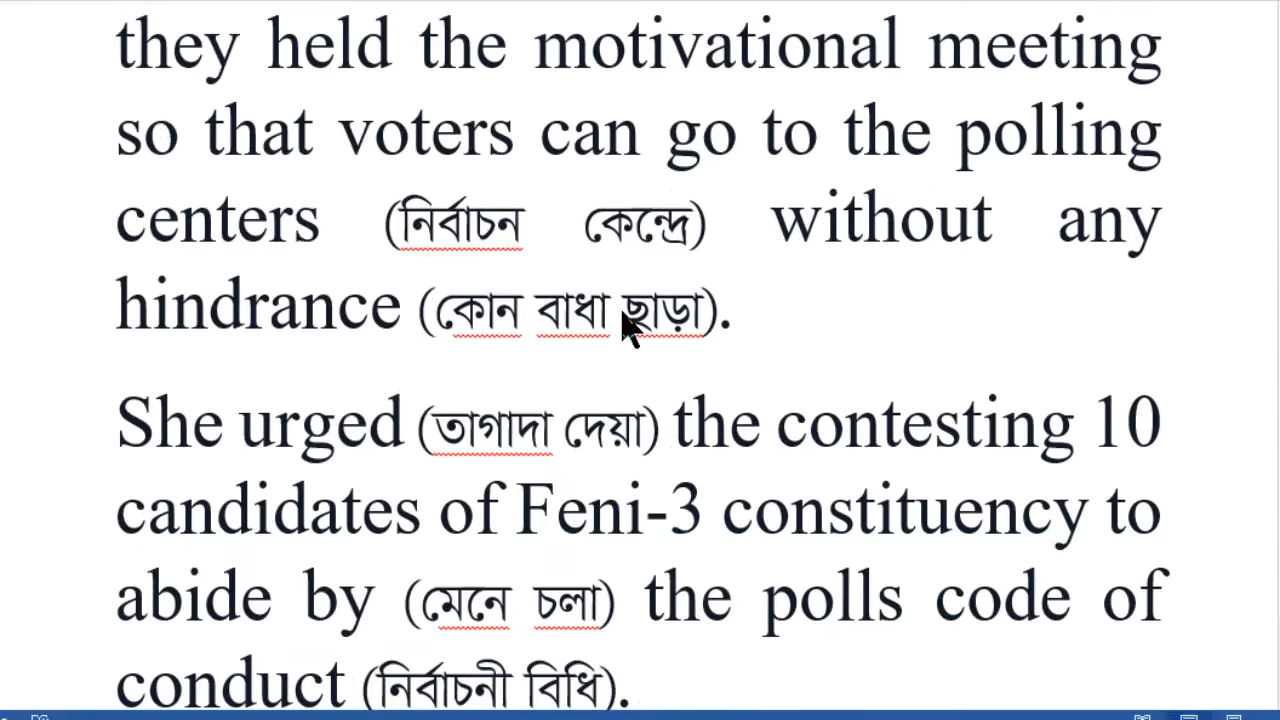 they held the motivational meeting
so that voters can go to the polling
centers (নির্বাচন কেন্দ্রে) without any
hindrance (কোন বাধা ছাড়া).
She urged (তাগাদা দেয়া) the contesting 10
candidates of Feni-3 constituency to
abide by (মেনে চলা) the polls code of
conduct (নির্বাচনী বিধি).